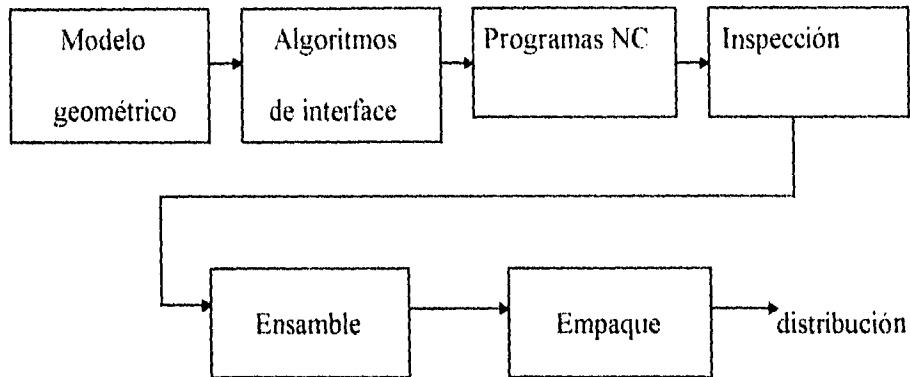 Modelo
geométrico
Algoritmos
de interface
Programas NC
Inspección
Ensamble
Empaque
distribución